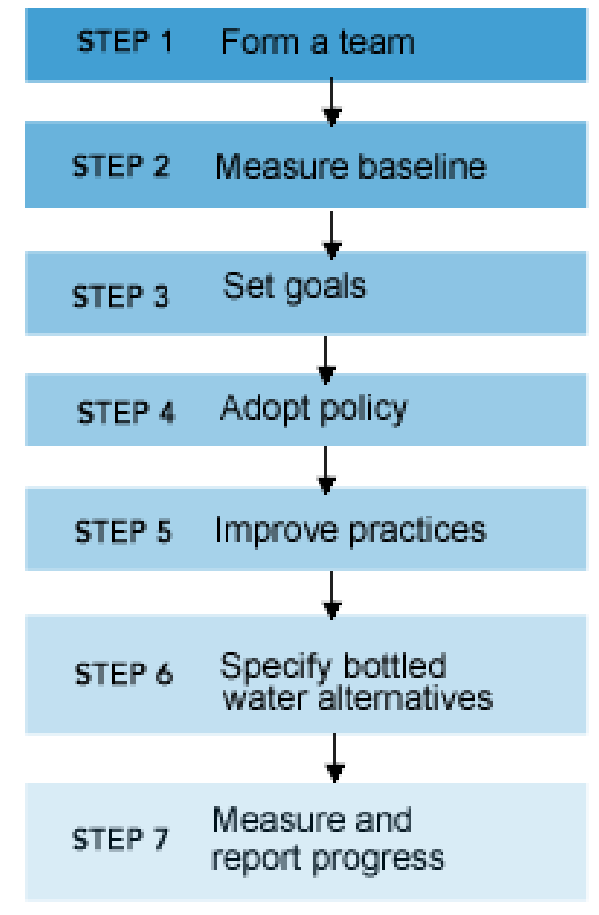 STEP 1 Form a team
STEP 2 Measure baseline
STEP 3 Set goals
STEP 4 Adopt policy
STEP 5 Improve practices
STEP 6 Specify bottled
water alternatives
STEP 7 Measure and
report progress